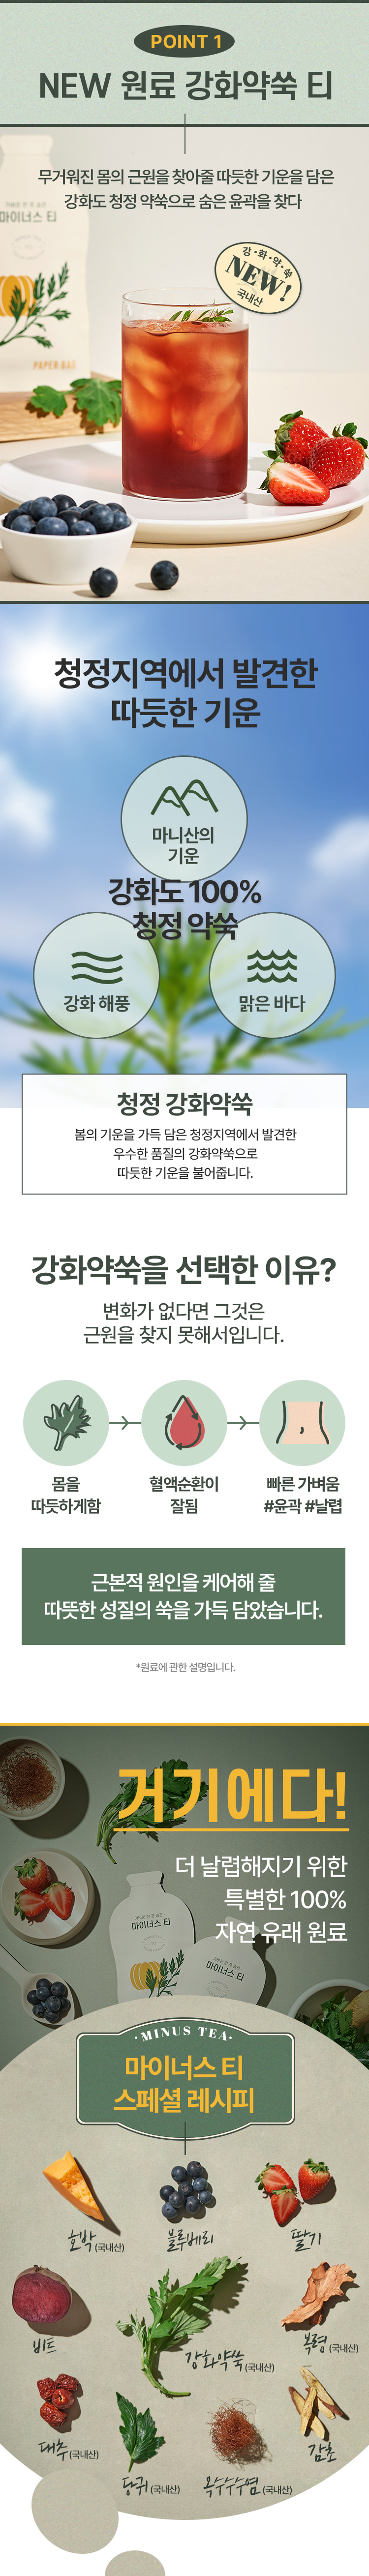 POINT 1
NEW 원료 강화약쑥 티
무거워진 몸의 근원을 찾아줄 따듯한 기운을 담은
강화도 청정 약쑥으로 숨은 윤곽을 찾다
강·화·약·쑥
NEW!
국내산
마이너스 티
PAPER BAG
청정지역에서 발견한
따듯한 기운
마니산의
기운
강화도 100%
청정 약쑥
강화 해풍
맑은 바다
청정 강화약쑥
봄의 기운을 가득 담은 청정지역에서 발견한
우수한 품질의 강화약쑥으로
따듯한 기운을 불어줍니다.
강화약쑥을 선택한 이유?
변화가 없다면 그것은
근원을 찾지 못해서입니다.
몸을
따듯하게함
혈액순환이
잘됨
빠른 가벼움
#윤곽 #날렵
근본적 원인을 케어해 줄
따뜻한 성질의 쑥을 가득 담았습니다.
*원료에 관한 설명입니다.
거기에다!
더 날렵해지기 위한
특별한 100%
자연 유래 원료
마이너스 티
마이너스 티
·MINUS TEA·
마이너스 티
스페셜 레시피
호박 (국내산)
블루베리
딸기
비트
강화약쑥 (국내산)
복령 (국내산)
대추 (국내산)
당귀 (국내산)
옥수수수염 (국내산)
감초